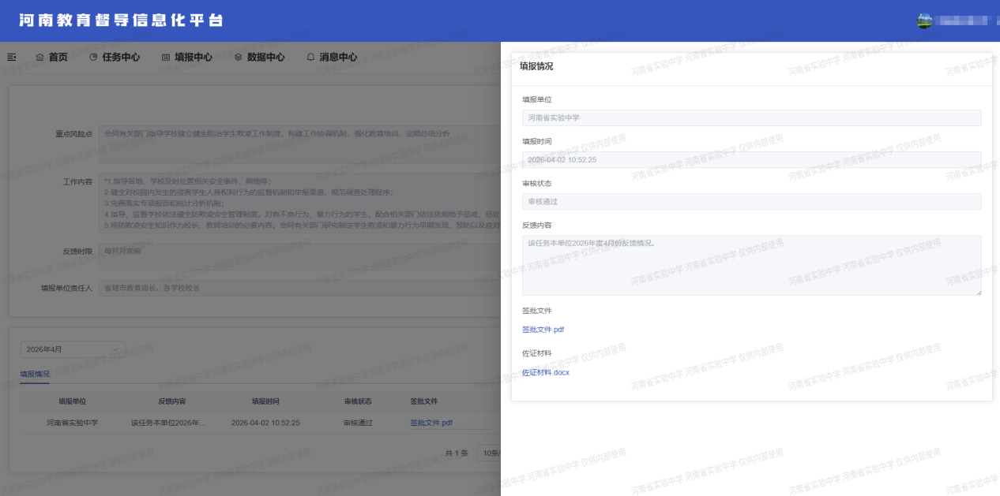 河南教育督导信息化平台
首页 任务中心 填报中心 数据中心 消息中心
重点风险点 会同有关部门指导学校建立健全防治学生欺凌工作制度，构建工作协调机制，强化教育培训，定期总结分析
工作内容 "1.指导各地、学校及时处置相关安全事件、舆情等；
2.健全对校园内发生的侵害学生人身权利行为的监督机制和举报渠道，规范调查处理程序；
3.完善落实专项报告和统计分析机制；
4.指导、监督学校依法健全防欺凌安全管理制度。对有不良行为、暴力行为的学生，配合相关部门依法依规给予惩戒，惩处
5.将防欺凌安全知识作为校长、教师培训的必要内容。会同有关部门研究制定学生欺凌和暴力行为早期发现、预防以及应对
反馈时限 每月月底前
填报单位责任人 省辖市教育局长、各学校校长
2026年4月
填报情况
填报单位 反馈内容 填报时间 审核状态 签批文件
河南省实验中学 该任务本单位2026年... 2026-04-02 10:52:25 审核通过 签批文件.pdf
共 1 条 10条/
填报情况
填报单位
河南省实验中学
填报时间
2026-04-02 10:52:25
审核状态
审核通过
反馈内容
该任务本单位2026年度4月份反馈情况。
签批文件
签批文件.pdf
佐证材料
佐证材料.docx
河南省实验中学 仅供内部使用